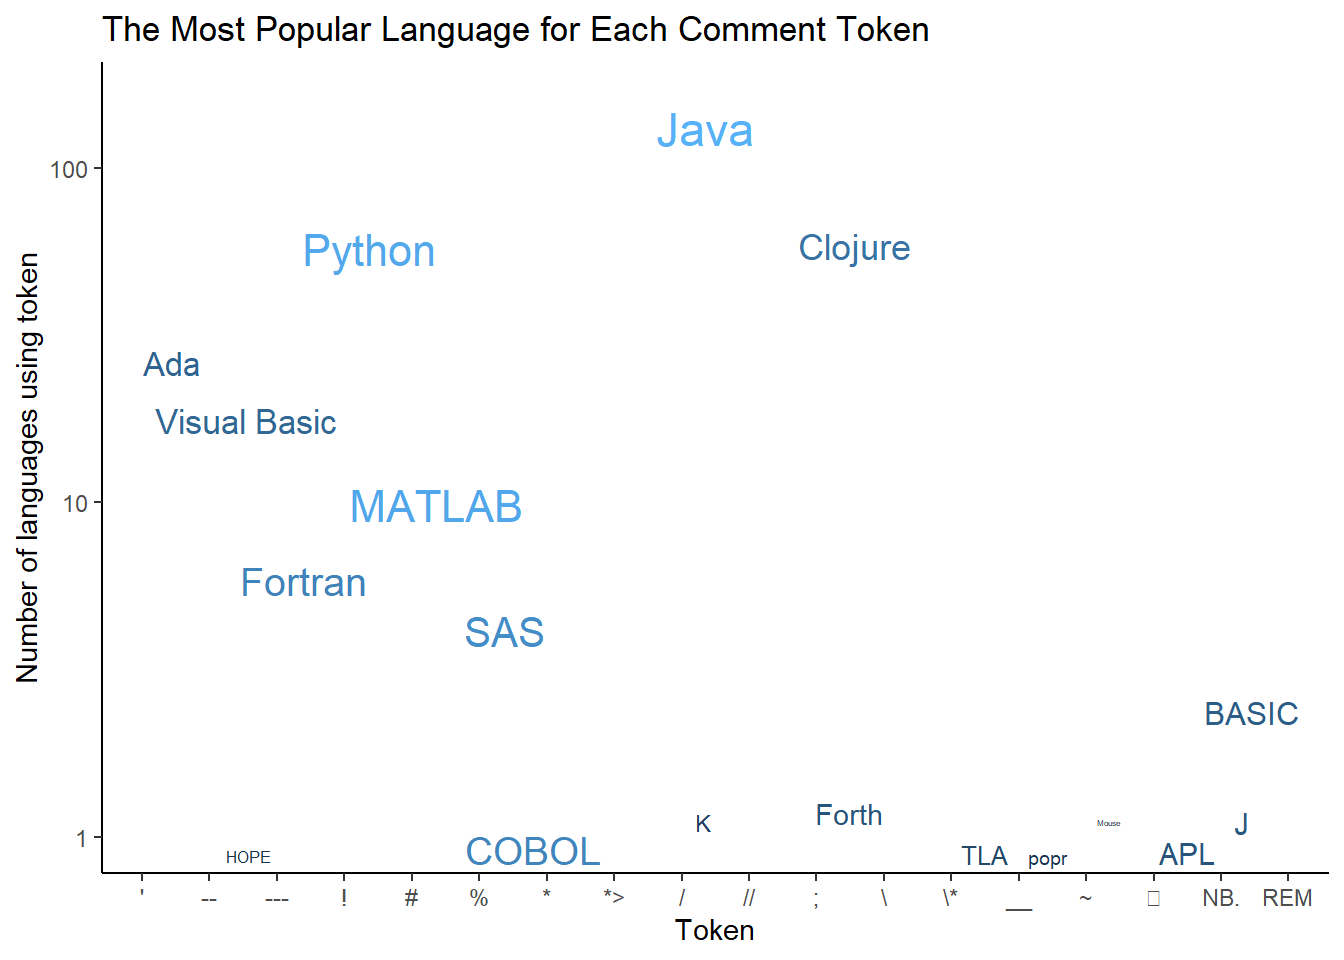 The Most Popular Language for Each Comment Token
Number of languages using token
100
10
1
Java
Python
Clojure
Ada
Visual Basic
MATLAB
Fortran
SAS
BASIC
K
Forth
Mouse
J
HOPE
COBOL
TLA
popr
APL
' -- --- ! # % * *> / // ; \ \* __ ~ NB. REM
Token